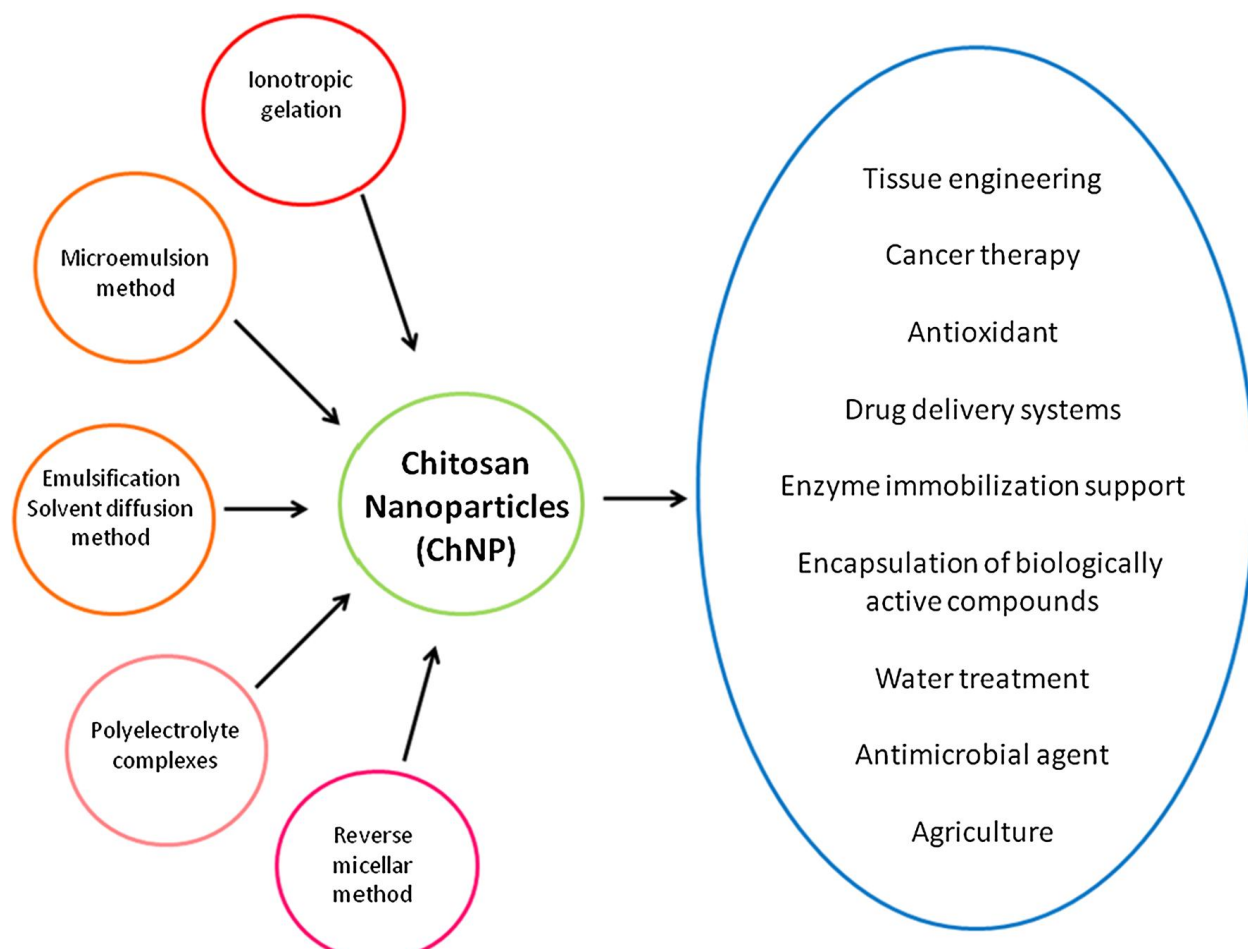 Ionotropic
gelation
Microemulsion
method
Emulsification
Solvent diffusion
method
Polyelectrolyte
complexes
Reverse
micellar
method
Chitosan
Nanoparticles
(ChNP)
Tissue engineering
Cancer therapy
Antioxidant
Drug delivery systems
Enzyme immobilization support
Encapsulation of biologically
active compounds
Water treatment
Antimicrobial agent
Agriculture